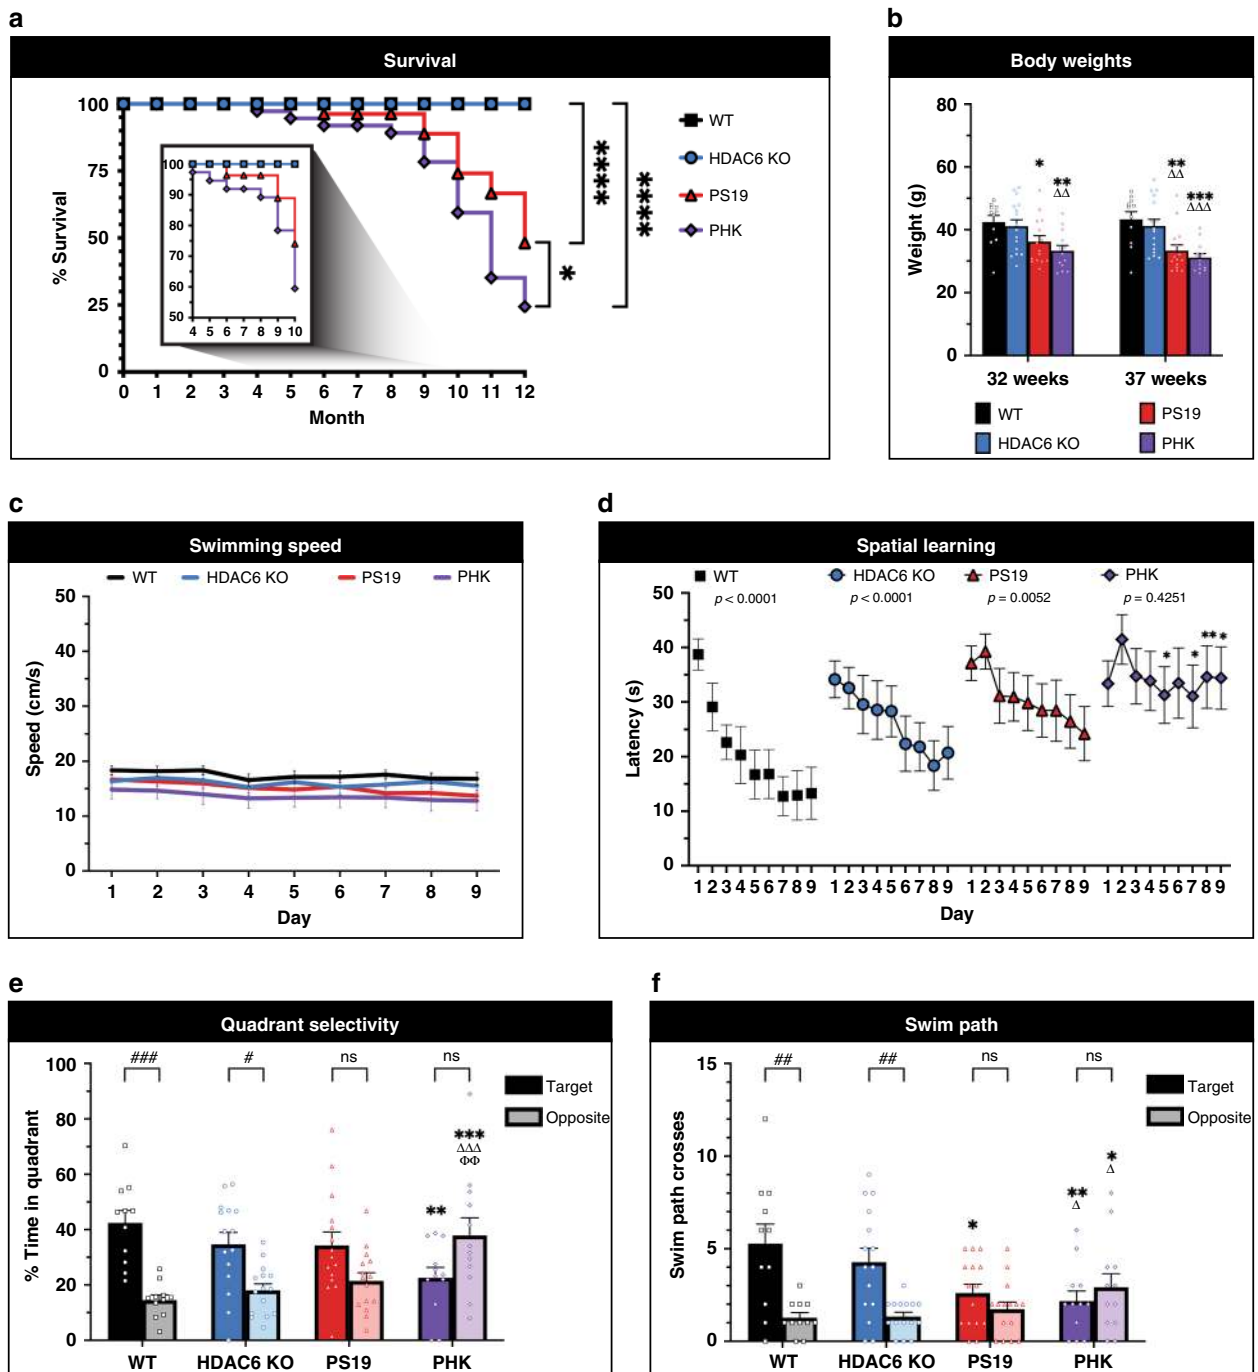 a
Survival
% Survival
100
75
50
25
0
0 1 2 3 4 5 6 7 8 9 10 11 12
Month
100
90
80
70
60
50
4 5 6 7 8 9 10
****
****
*
WT
HDAC6 KO
PS19
PHK
b
Body weights
Weight (g)
80
60
40
20
0
*
**
ΔΔ
**
ΔΔ
***
ΔΔΔ
32 weeks 37 weeks
WT PS19
HDAC6 KO PHK
c
Swimming speed
WT HDAC6 KO PS19 PHK
Speed (cm/s)
50
40
30
20
10
0
1 2 3 4 5 6 7 8 9
Day
d
Spatial learning
WT HDAC6 KO PS19 PHK
p < 0.0001 p < 0.0001 p = 0.0052 p = 0.4251
Latency (s)
50
40
30
20
10
0
* * ** *
1 2 3 4 5 6 7 8 9 1 2 3 4 5 6 7 8 9 1 2 3 4 5 6 7 8 9 1 2 3 4 5 6 7 8 9
Day
e
Quadrant selectivity
% Time in quadrant
100
80
60
40
20
0
### # ns ns
Target
Opposite
**
***
ΔΔΔ
ΦΦ
WT HDAC6 KO PS19 PHK
f
Swim path
Swim path crosses
15
10
5
0
## ## ns ns
Target
Opposite
*
**
Δ
*
Δ
WT HDAC6 KO PS19 PHK